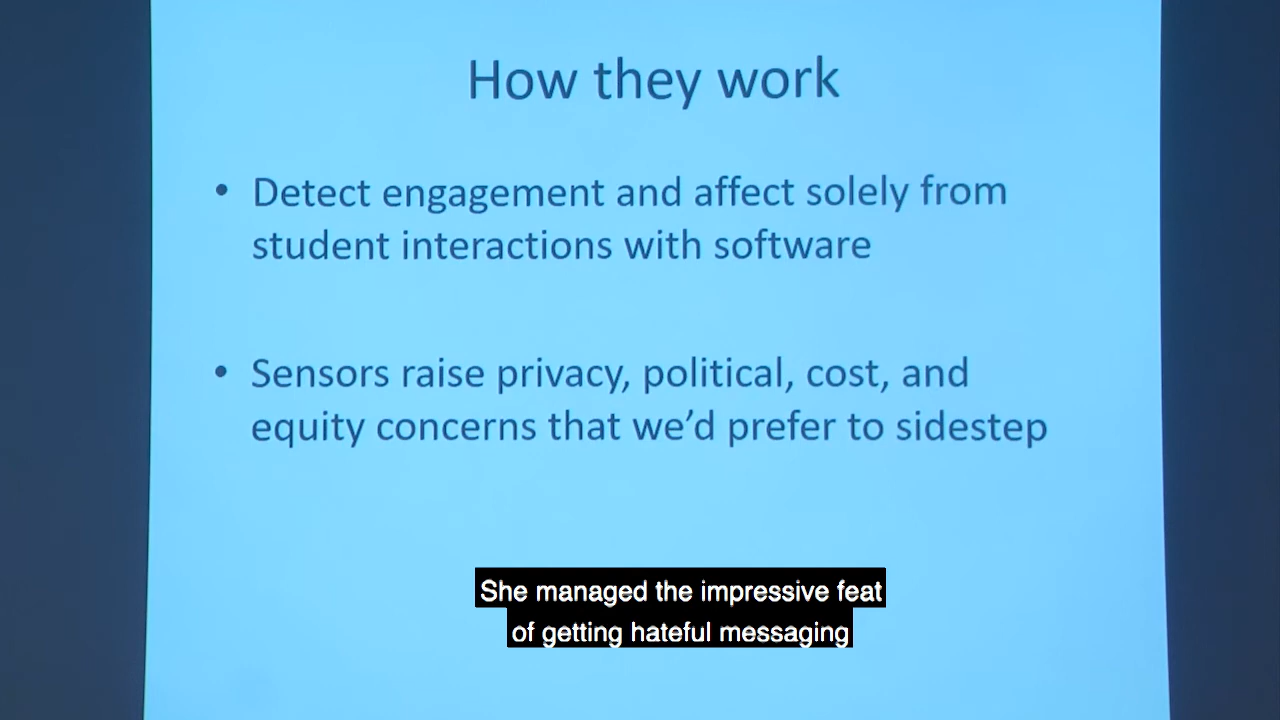 How they work
• Detect engagement and affect solely from
student interactions with software
• Sensors raise privacy, political, cost, and
equity concerns that we’d prefer to sidestep
She managed the impressive feat
of getting hateful messaging